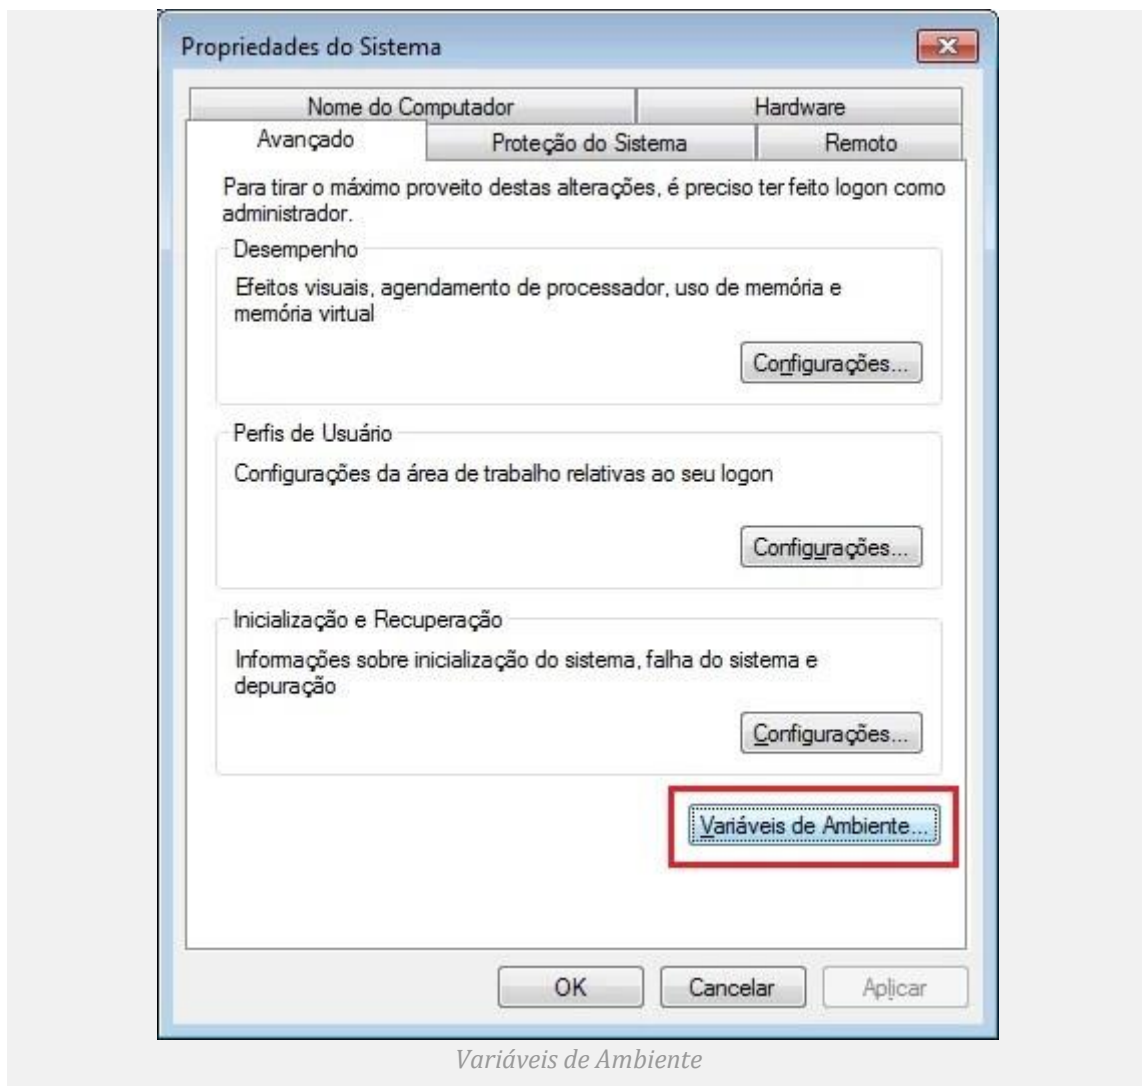 Propriedades do Sistema
Nome do Computador
Hardware
Avançado
Proteção do Sistema
Remoto
Para tirar o máximo proveito destas alterações, é preciso ter feito logon como
administrador.
Desempenho
Efeitos visuais, agendamento de processador, uso de memória e
memória virtual
Configurações...
Perfis de Usuário
Configurações da área de trabalho relativas ao seu logon
Configurações...
Inicialização e Recuperação
Informações sobre inicialização do sistema, falha do sistema e
depuração
Configurações...
Variáveis de Ambiente...
OK
Cancelar
Aplicar
Variáveis de Ambiente